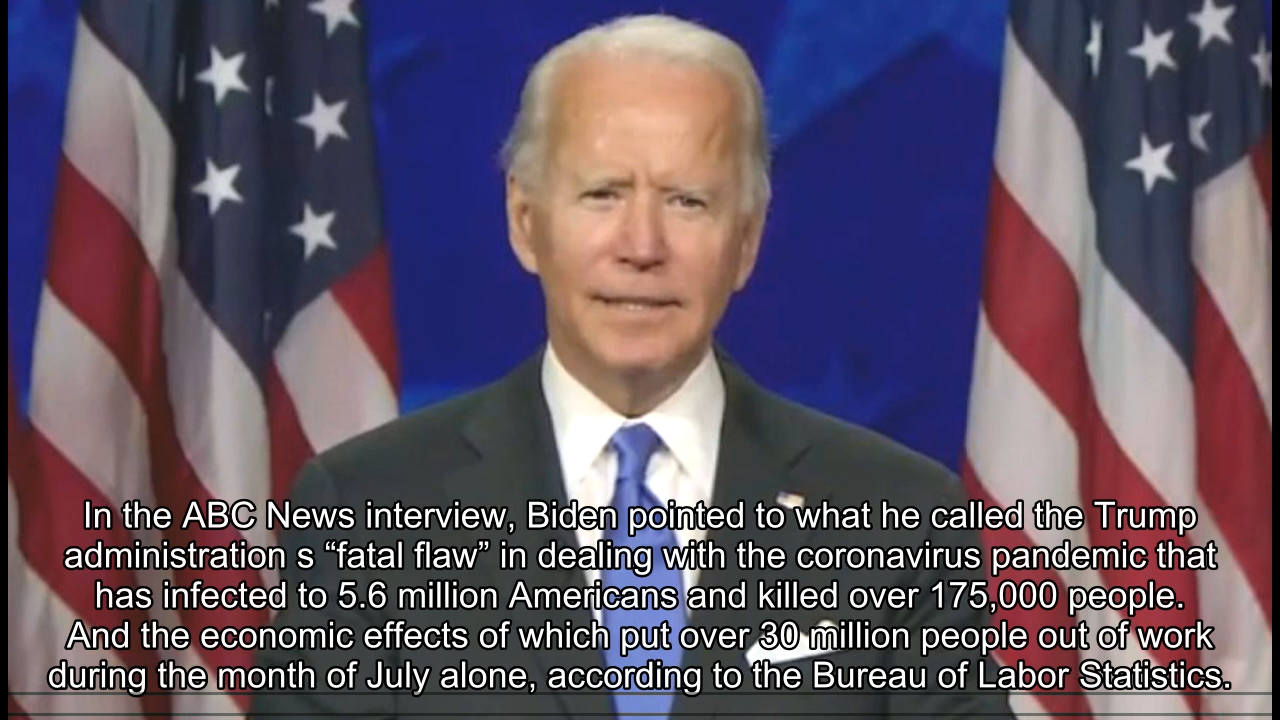 In the ABC News interview, Biden pointed to what he called the Trump
administration s “fatal flaw” in dealing with the coronavirus pandemic that
has infected to 5.6 million Americans and killed over 175,000 people.
And the economic effects of which put over 30 million people out of work
during the month of July alone, according to the Bureau of Labor Statistics.